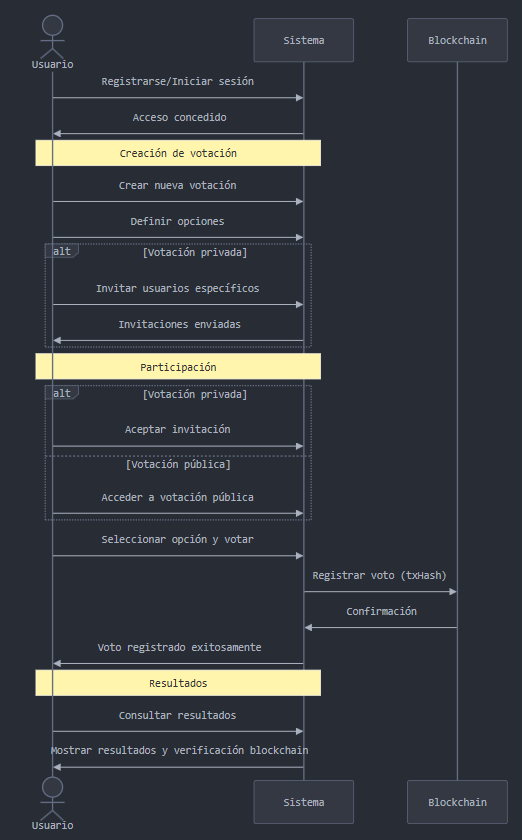 Usuario
Sistema
Blockchain
Registrarse/Iniciar sesión
Acceso concedido
Creación de votación
Crear nueva votación
Definir opciones
alt
[Votación privada]
Invitar usuarios específicos
Invitaciones enviadas
Participación
alt
[Votación privada]
Aceptar invitación
[Votación pública]
Acceder a votación pública
Seleccionar opción y votar
Registrar voto (txHash)
Confirmación
Voto registrado exitosamente
Resultados
Consultar resultados
Mostrar resultados y verificación blockchain
Usuario
Sistema
Blockchain